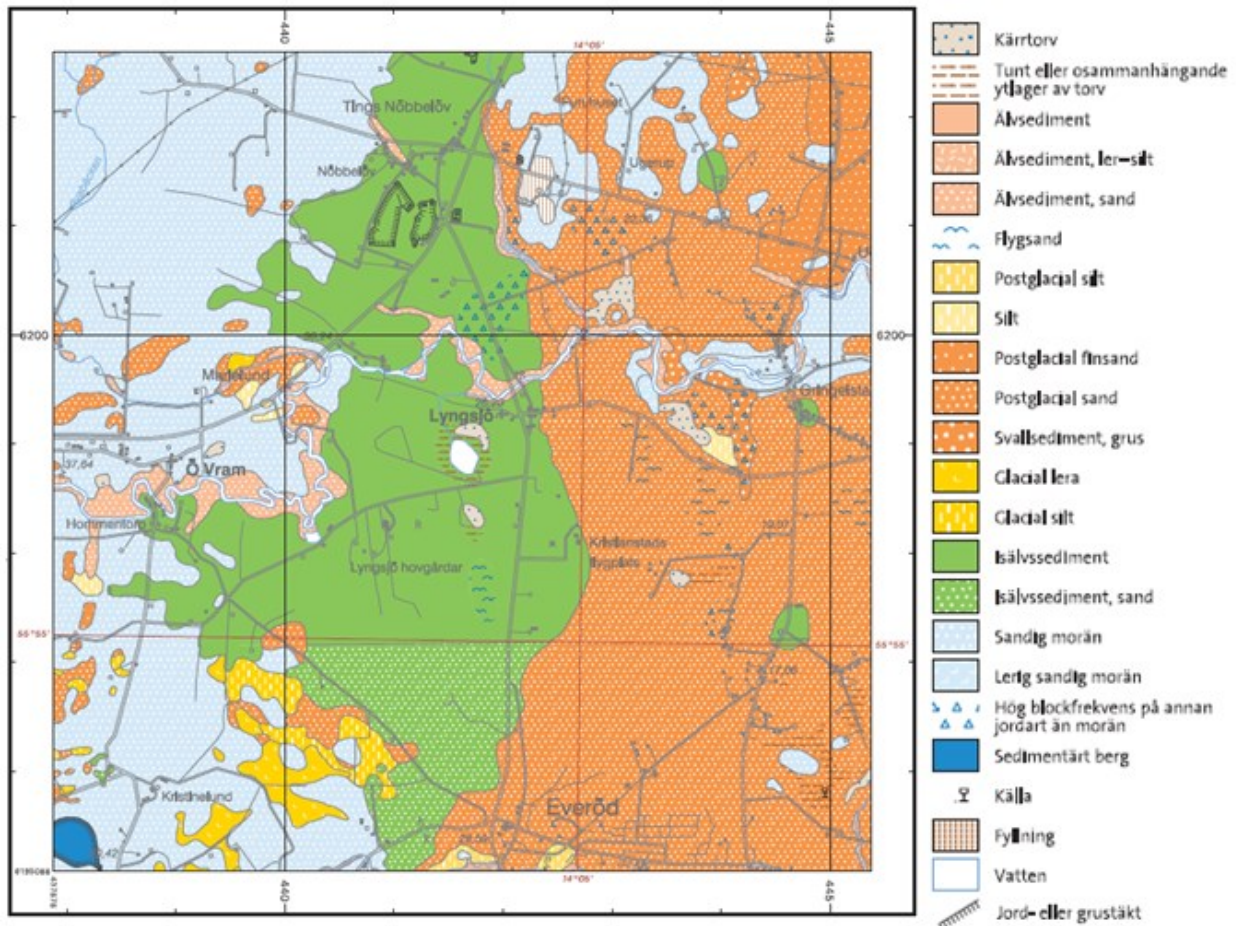 440
14°05'
445
Tings Nöbbelöv
Ugerup
Nöbbelöv
6200
6200
Maglelund
Gringelsta
Lyngsjö
37,64
Ö Vram
Hommentorp
Kristianstads
flygplats
Lyngsjö hovgårdar
55°55'
55°55'
Kristinelund
Everöd
440
14°05'
445
Kärrtorv
Tunt eller osammanhängande
ytlager av torv
Älvsediment
Älvsediment, ler–silt
Älvsediment, sand
Flygsand
Postglacial silt
Silt
Postglacial finsand
Postglacial sand
Svallsediment, grus
Glacial lera
Glacial silt
Isälvssediment
Isälvssediment, sand
Sandig morän
Lerig sandig morän
Hög blockfrekvens på annan
jordart än morän
Sedimentärt berg
Källa
Fyllning
Vatten
Jord- eller grustäkt